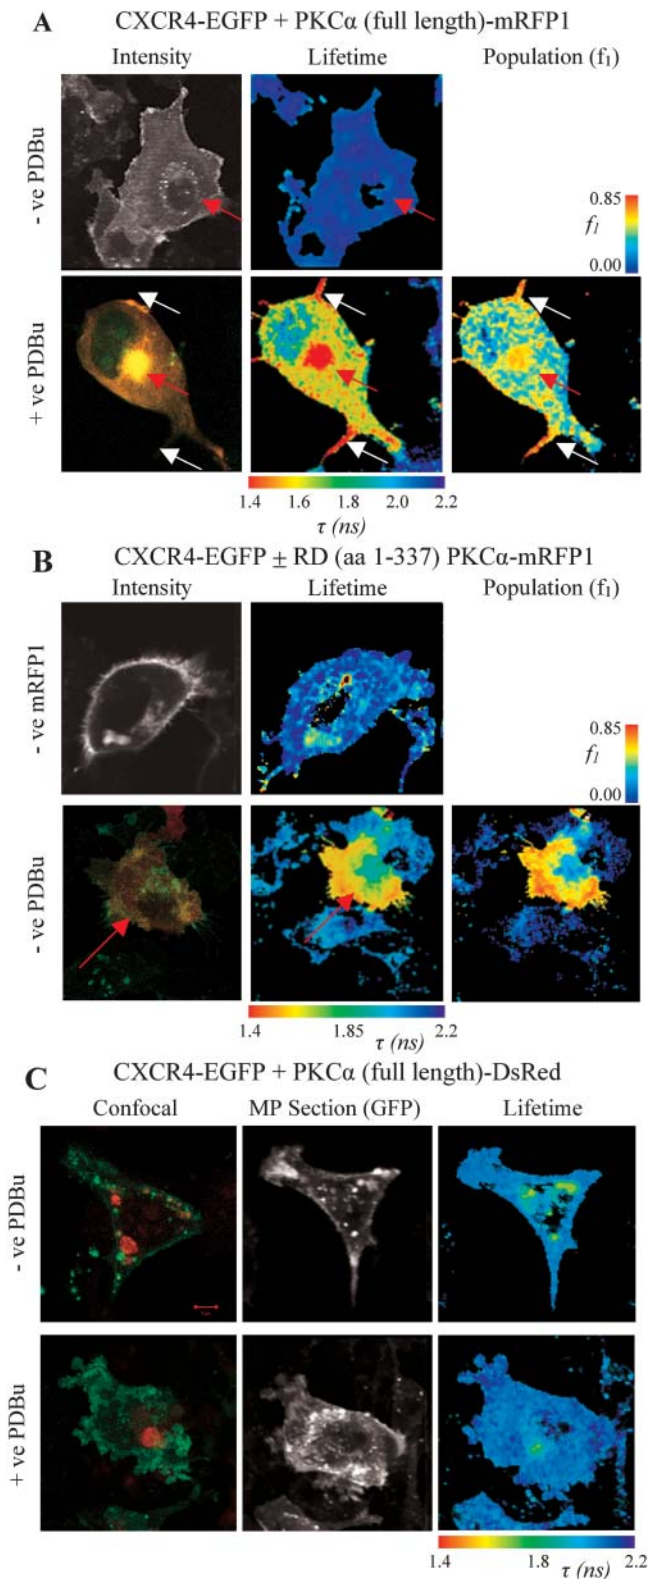 A CXCR4-EGFP + PKCα (full length)-mRFP1
Intensity Lifetime Population (f₁)
- ve PDBu
0.85
f₁
0.00
+ ve PDBu
1.4 1.6 1.8 2.0 2.2
τ (ns)
B CXCR4-EGFP ± RD (aa 1-337) PKCα-mRFP1
Intensity Lifetime Population (f₁)
- ve mRFP1
0.85
f₁
0.00
- ve PDBu
1.4 1.85 2.2
τ (ns)
C CXCR4-EGFP + PKCα (full length)-DsRed
Confocal MP Section (GFP) Lifetime
- ve PDBu
+ ve PDBu
1.4 1.8 2.2
τ (ns)